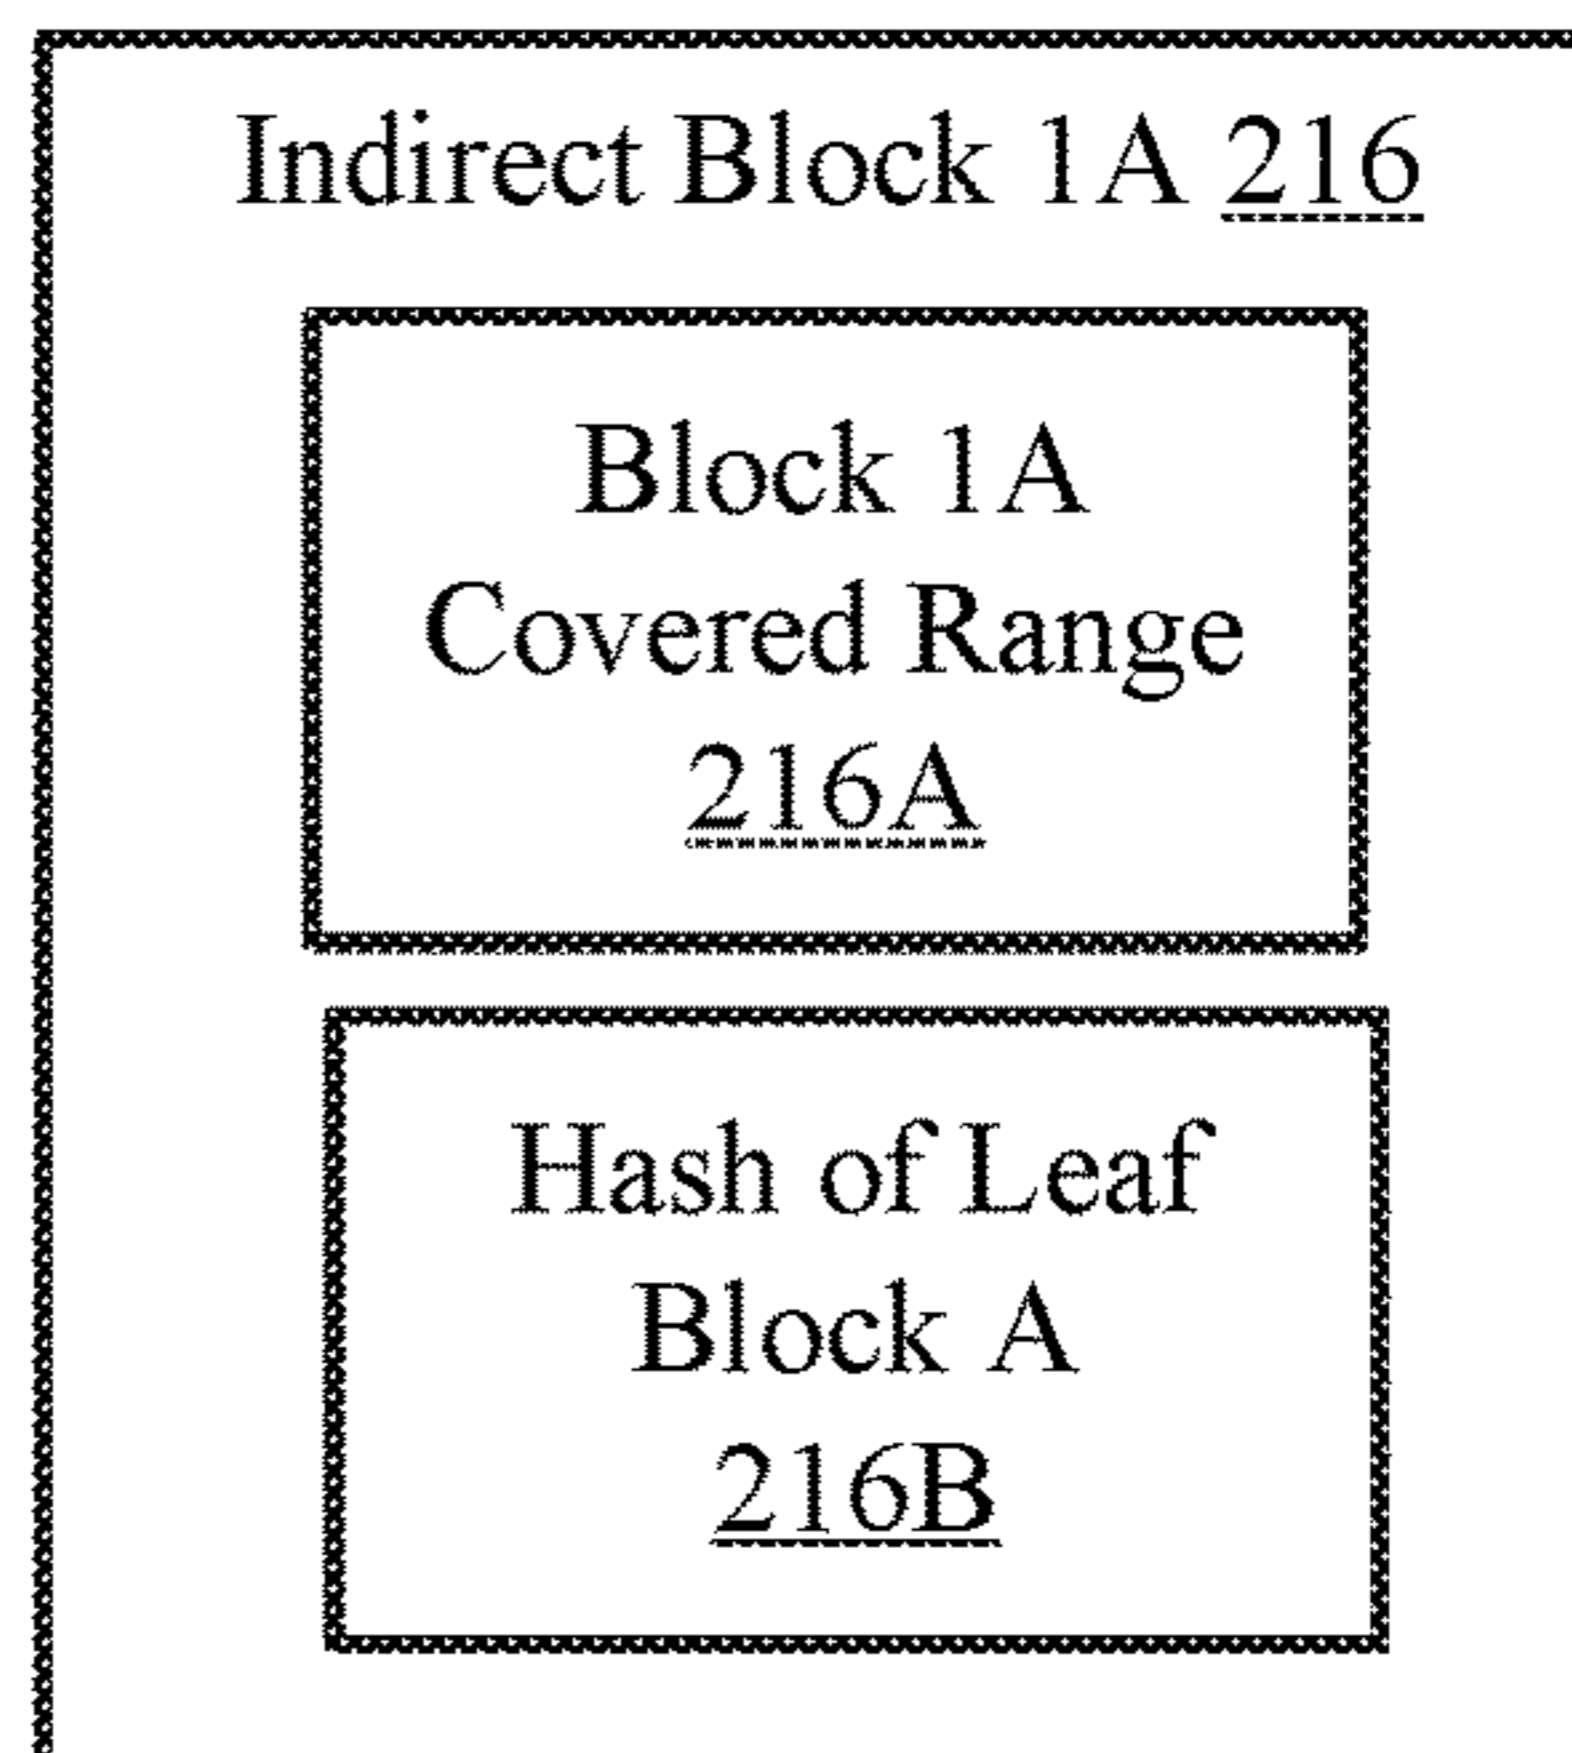 Indirect Block 1A 216
Block 1A
Covered Range
216A
Hash of Leaf
Block A
216B